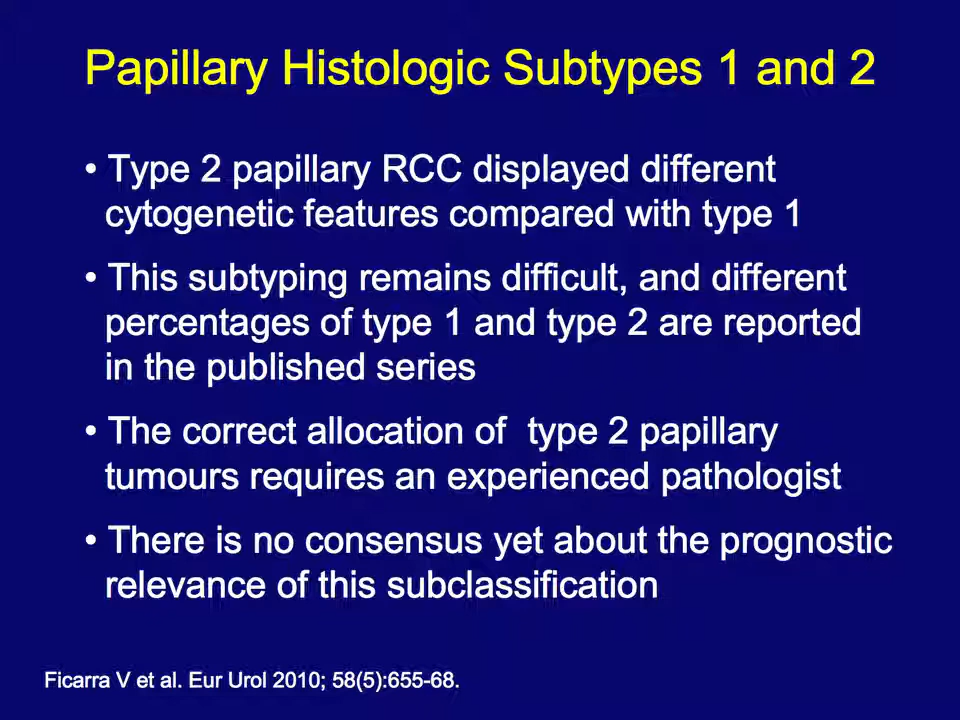 Papillary Histologic Subtypes 1 and 2
• Type 2 papillary RCC displayed different
cytogenetic features compared with type 1
• This subtyping remains difficult, and different
percentages of type 1 and type 2 are reported
in the published series
• The correct allocation of  type 2 papillary
tumours requires an experienced pathologist
• There is no consensus yet about the prognostic
relevance of this subclassification
Ficarra V et al. Eur Urol 2010; 58(5):655-68.